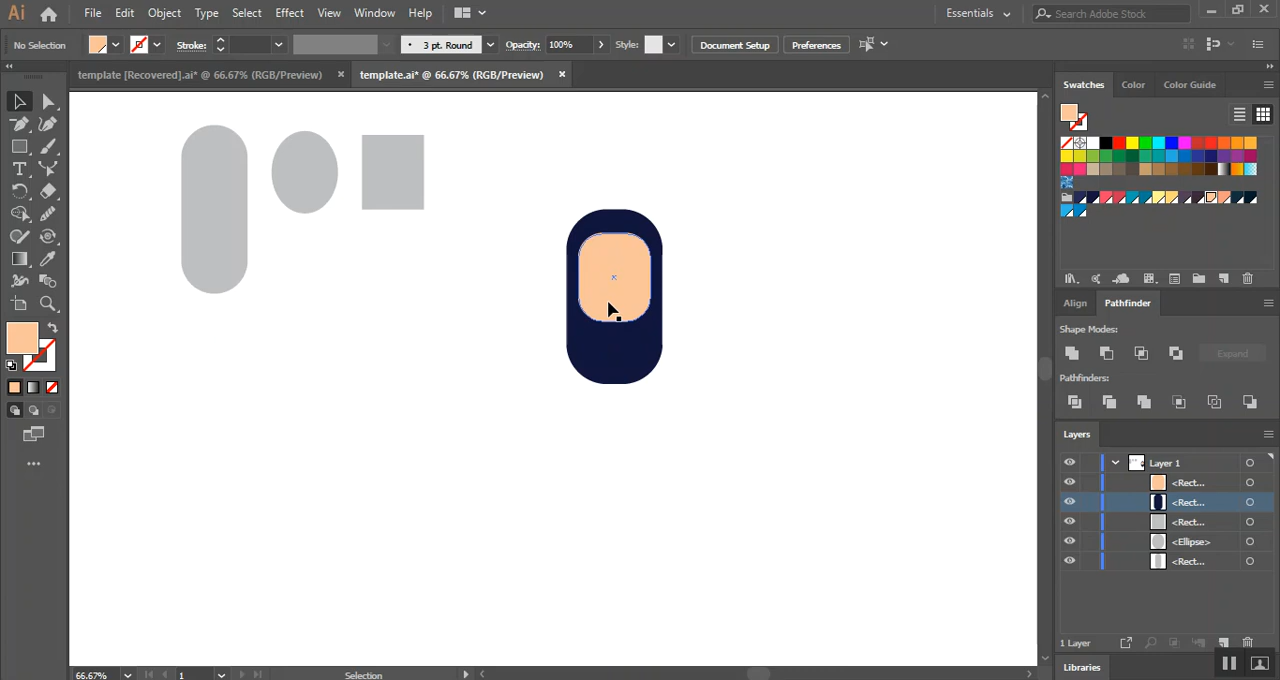 Ai File Edit Object Type Select Effect View Window Help Essentials Search Adobe Stock
No Selection Stroke: 3 pt. Round Opacity: 100% Style: Document Setup Preferences
template [Recovered].ai* @ 66.67% (RGB/Preview) template.ai* @ 66.67% (RGB/Preview)
Swatches Color Color Guide
Align Pathfinder
Shape Modes:
Expand
Pathfinders:
Layers
Layer 1
<Rect...
<Rect...
<Rect...
<Ellipse>
<Rect...
1 Layer
Libraries
66.67% 1 Selection